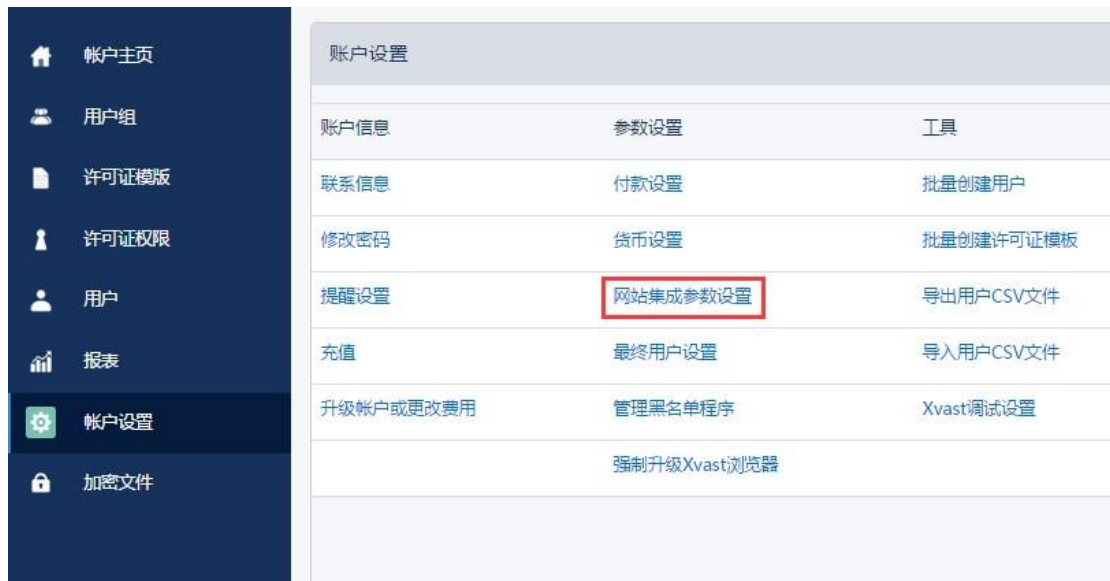 帐户主页
用户组
许可证模版
许可证权限
用户
报表
帐户设置
加密文件
账户设置
账户信息 参数设置 工具
联系信息 付款设置 批量创建用户
修改密码 货币设置 批量创建许可证模板
提醒设置 网站集成参数设置 导出用户CSV文件
充值 最终用户设置 导入用户CSV文件
升级帐户或更改费用 管理黑名单程序 Xvast调试设置
强制升级Xvast浏览器